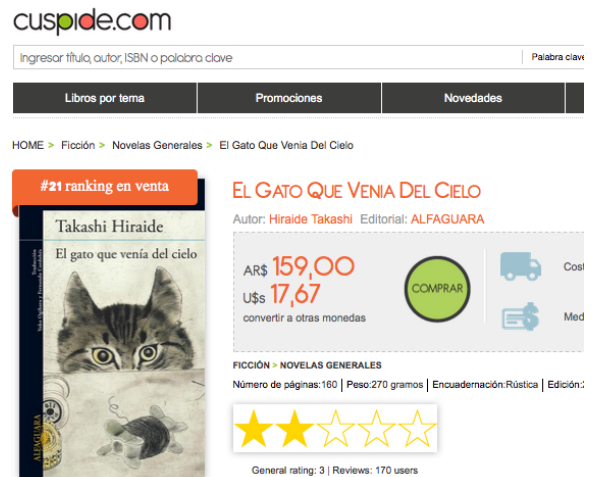 cuspide.com
Ingresar título, autor, ISBN o palabra clave
Palabra clave
Libros por tema
Promociones
Novedades
HOME > Ficción > Novelas Generales > El Gato Que Venia Del Cielo
#21 ranking en venta
Takashi Hiraide
El gato que venía del cielo
ALFAGUARA
EL GATO QUE VENIA DEL CIELO
Autor: Hiraide Takashi Editorial: ALFAGUARA
AR$ 159,00
U$s 17,67
convertir a otras monedas
COMPRAR
Cost
Med
FICCIÓN > NOVELAS GENERALES
Número de páginas:160 | Peso:270 gramos | Encuadernación:Rústica | Edición:
General rating: 3 | Reviews: 170 users